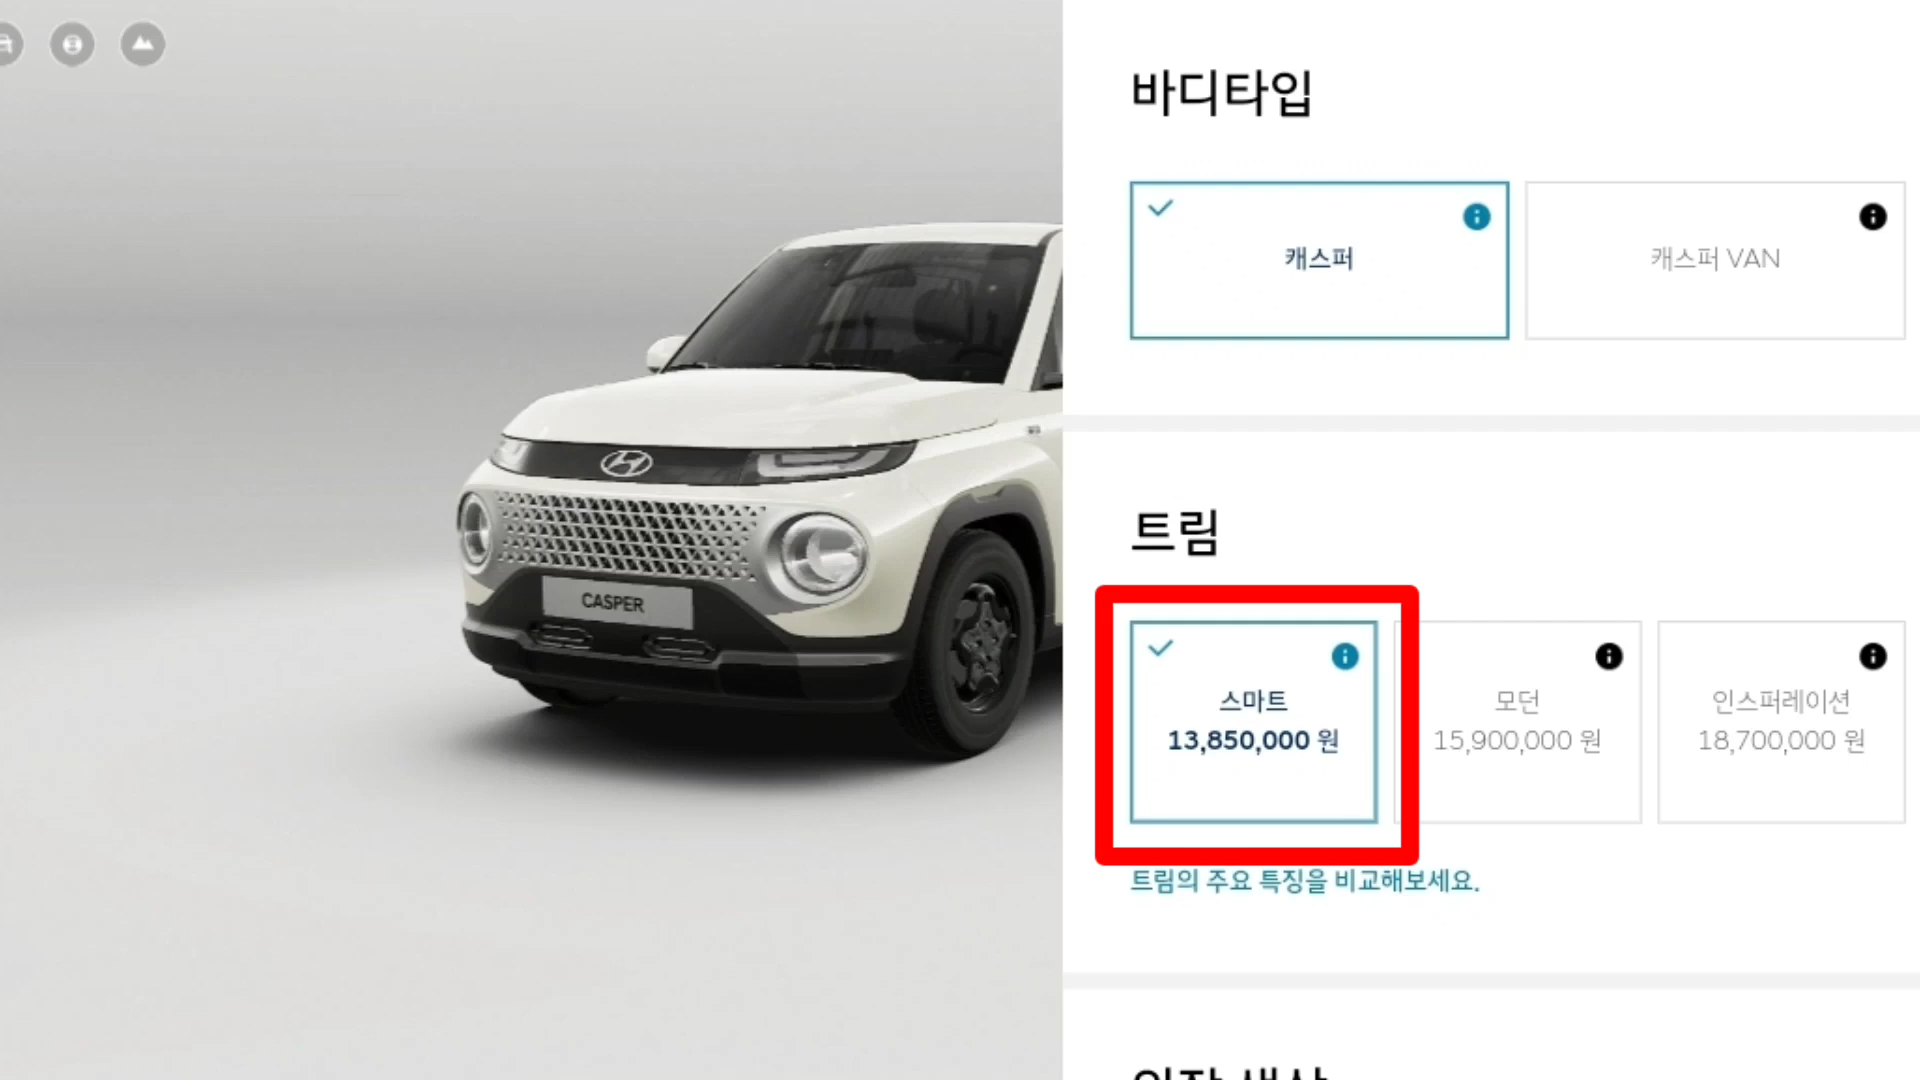 바디타입
캐스퍼
캐스퍼 VAN
트림
스마트
13,850,000 원
모던
15,900,000 원
인스퍼레이션
18,700,000 원
트림의 주요 특징을 비교해보세요.
CASPER